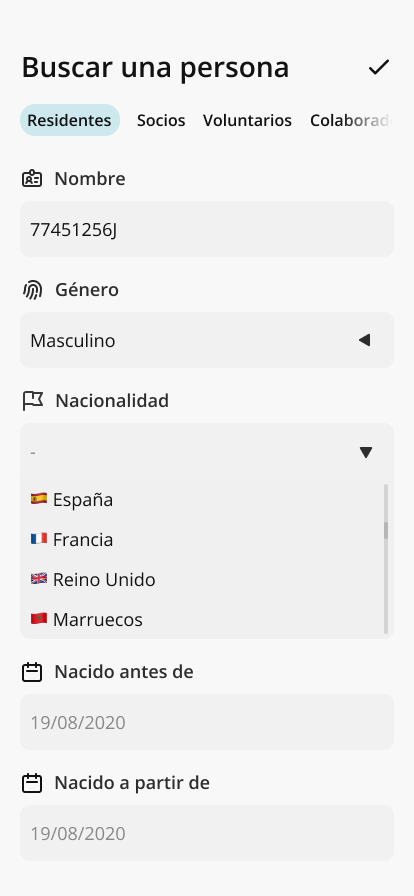 Buscar una persona
Residentes Socios Voluntarios Colaborad
Nombre
77451256J
Género
Masculino
Nacionalidad
-
España
Francia
Reino Unido
Marruecos
Nacido antes de
19/08/2020
Nacido a partir de
19/08/2020